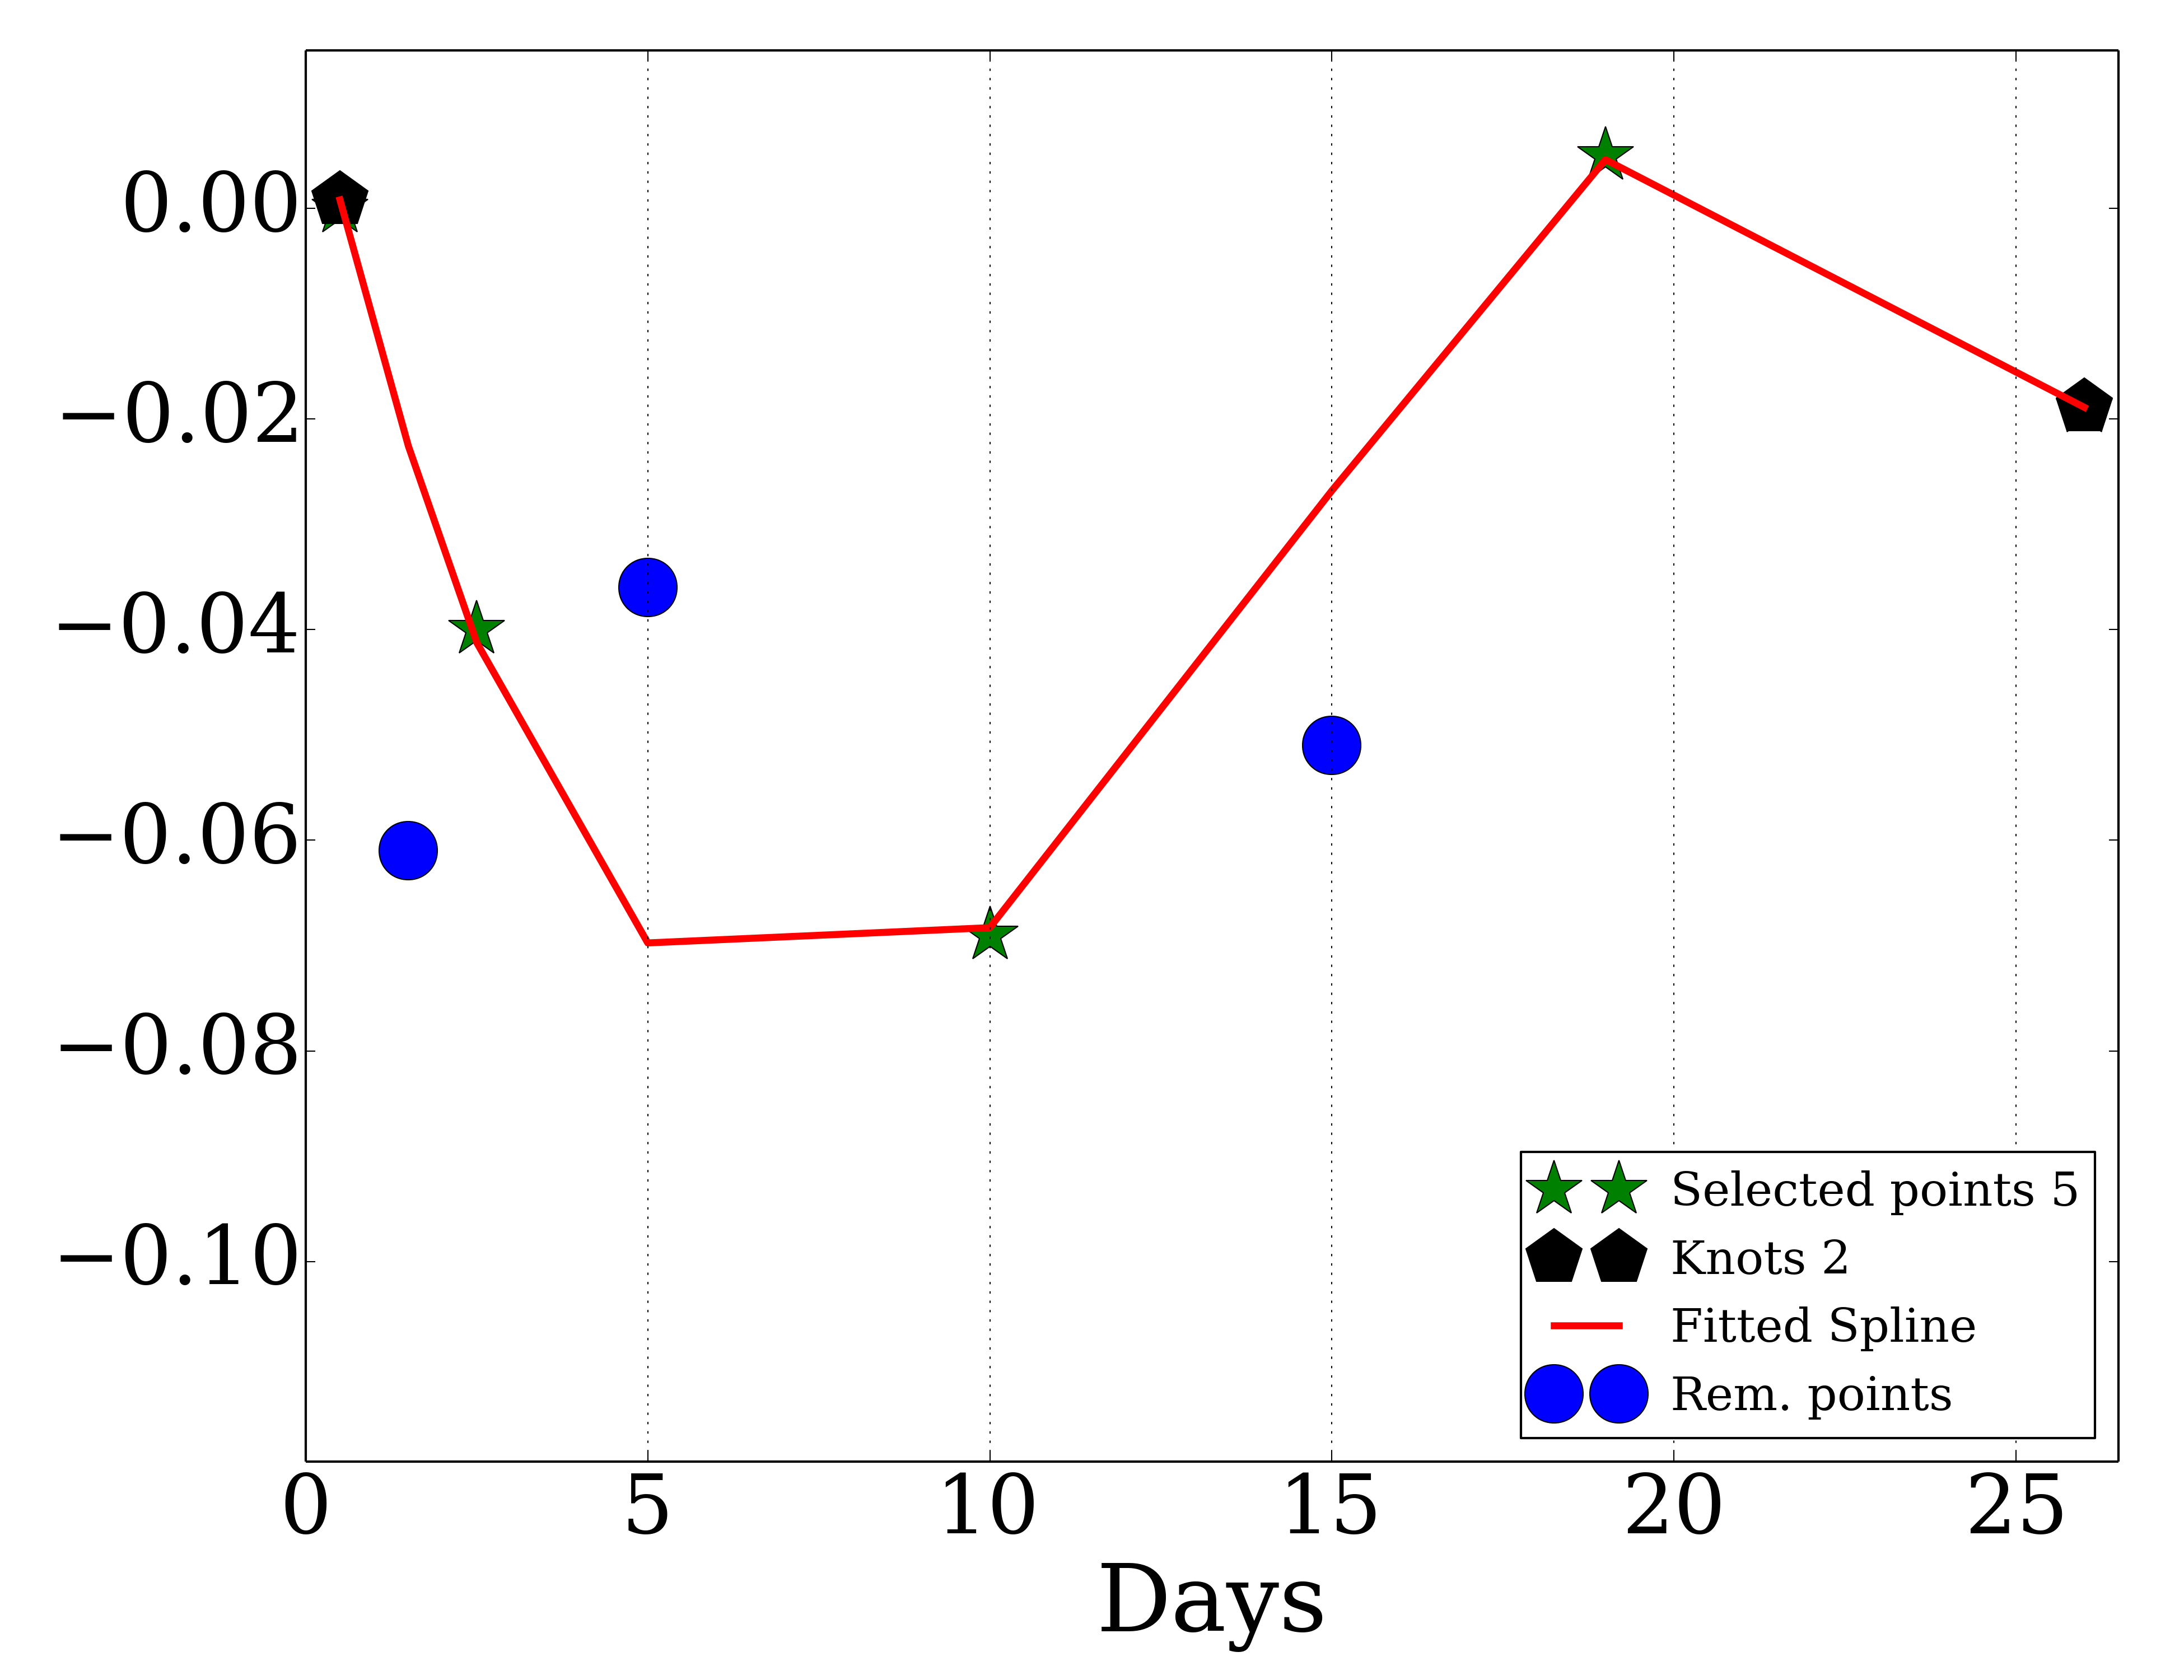 0.00
−0.02
−0.04
−0.06
−0.08
−0.10
0 5 10 15 20 25
Days
Selected points 5
Knots 2
Fitted Spline
Rem. points